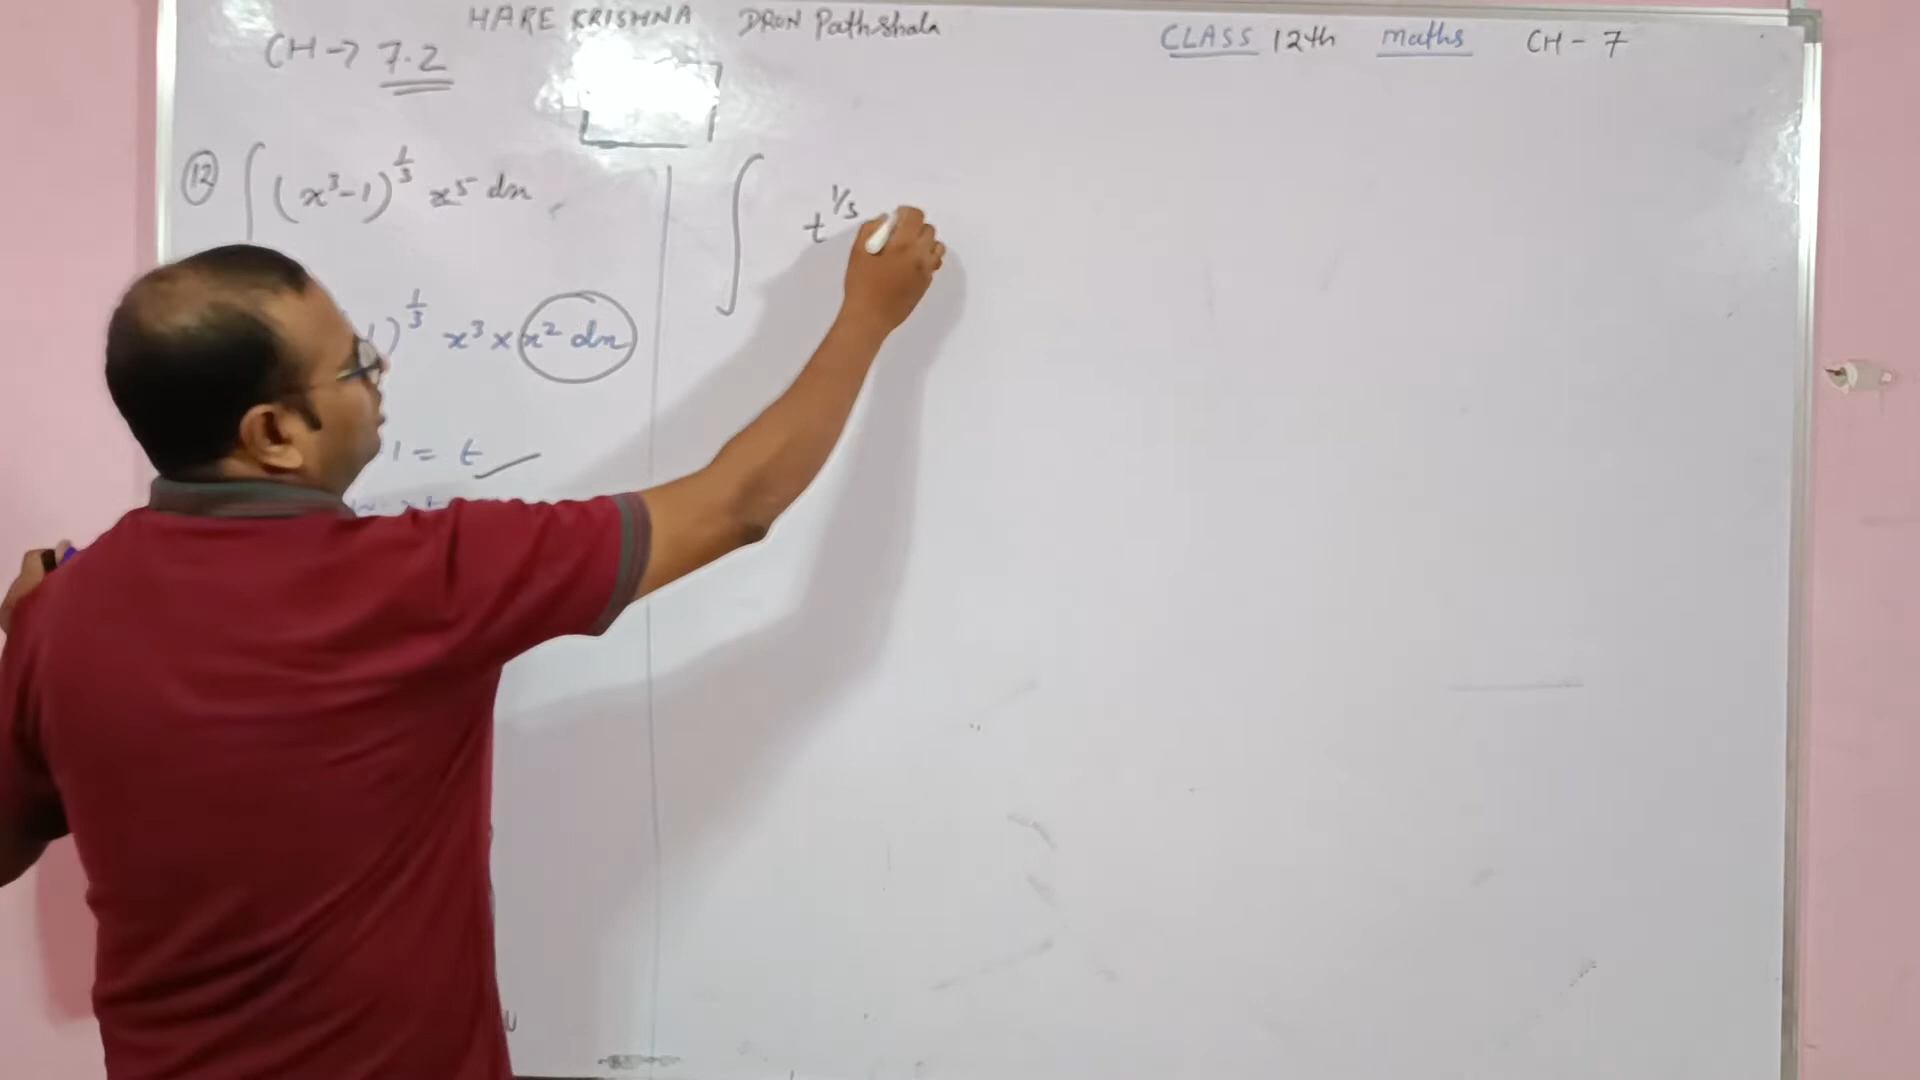 HARE KRISHNA DRON Pathshala
CLASS 12th Maths CH - 7
CH → 7.2
⑫ ∫ (x³-1)^{1/3} x⁵ dx
)^{1/3} x³ × x² dx
1 = t
∫ t^{1/3}